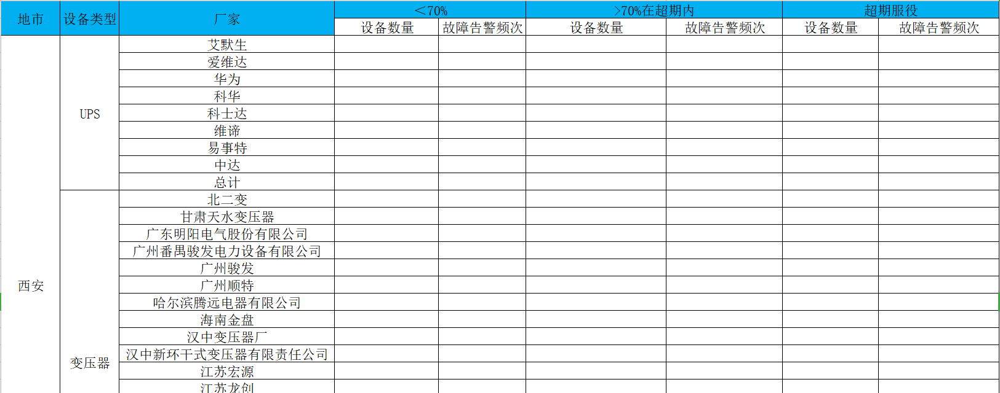 地市 设备类型 厂家 <70% >70%在超期内 超期服役
设备数量 故障告警频次 设备数量 故障告警频次 设备数量 故障告警频次
艾默生
爱维达
华为
科华
UPS 科士达
维谛
易事特
中达
总计
北二变
甘肃天水变压器
广东明阳电气股份有限公司
广州番禺骏发电力设备有限公司
广州骏发
西安 广州顺特
哈尔滨腾远电器有限公司
海南金盘
汉中变压器厂
变压器 汉中新环干式变压器有限责任公司
江苏宏源
江苏龙创